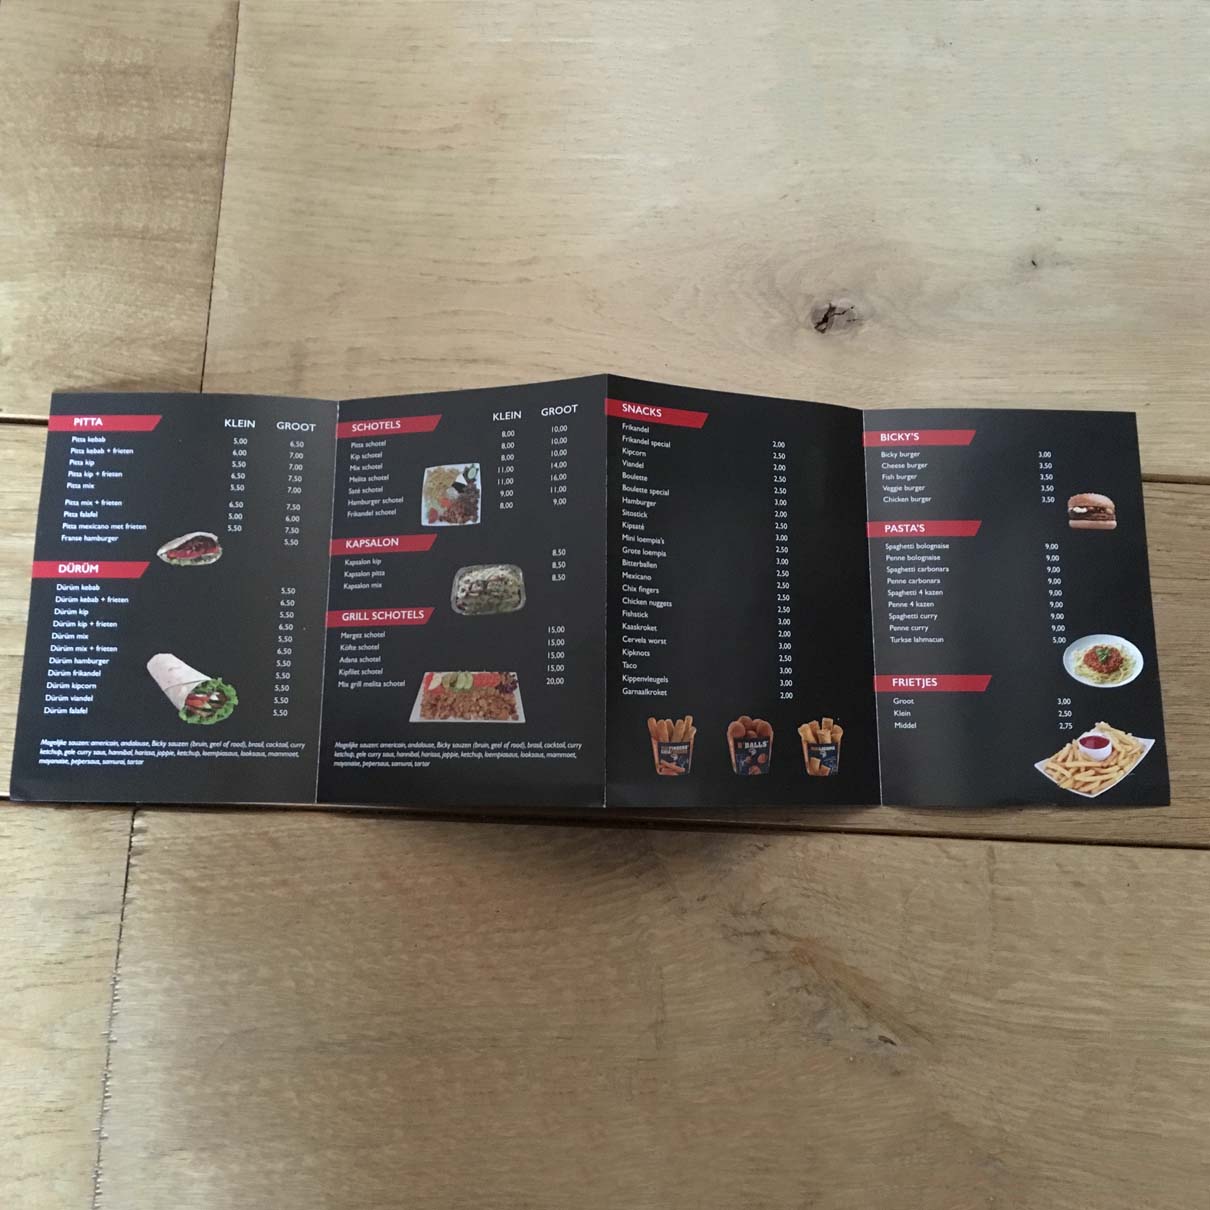 PITTA KLEIN GROOT
Pitta kebab 5,00 6,50
Pitta kebab + frieten 6,00 7,00
Pitta kip 5,50 7,00
Pitta kip + frieten 6,50 7,50
Pitta mix 5,50 7,00
Pitta mix + frieten 6,50 7,50
Pitta falafel 5,00 6,00
Pitta mexicano met frieten 5,50 7,50
Franse hamburger 5,50
DÜRÜM
Dürüm kebab 5,50
Dürüm kebab + frieten 6,50
Dürüm kip 5,50
Dürüm kip + frieten 6,50
Dürüm mix 5,50
Dürüm mix + frieten 6,50
Dürüm hamburger 5,50
Dürüm frikandel 5,50
Dürüm kipcorn 5,50
Dürüm viandel 5,50
Dürüm falafel 5,50
Mogelijke sauzen: americain, andalouse, Bicky sauzen (bruin, geel of rood), brasil, cocktail, curry
ketchup, gele curry saus, hannibal, harissa, joppie, ketchup, loempiasaus, looksaus, mammoet,
mayonaise, pepersaus, samurai, tartar
SCHOTELS KLEIN GROOT
Pitta schotel 8,00 10,00
Kip schotel 8,00 10,00
Mix schotel 8,00 10,00
Melita schotel 11,00 14,00
Saté schotel 11,00 16,00
Hamburger schotel 9,00 11,00
Frikandel schotel 8,00 9,00
KAPSALON
Kapsalon kip 8,50
Kapsalon pitta 8,50
Kapsalon mix 8,50
GRILL SCHOTELS
Mergez schotel 15,00
Köfte schotel 15,00
Adana schotel 15,00
Kipfilet schotel 15,00
Mix grill melita schotel 20,00
Mogelijke sauzen: americain, andalouse, Bicky sauzen (bruin, geel of rood), brasil, cocktail, curry
ketchup, gele curry saus, hannibal, harissa, joppie, ketchup, loempiasaus, looksaus, mammoet,
mayonaise, pepersaus, samurai, tartar
SNACKS
Frikandel 2,00
Frikandel special 2,50
Kipcorn 2,00
Viandel 2,50
Boulette 2,50
Boulette special 3,00
Hamburger 2,00
Sitostick 2,50
Kipsaté 3,00
Mini loempia's 2,50
Grote loempia 3,00
Bitterballen 2,50
Mexicano 2,50
Chix fingers 2,50
Chicken nuggets 2,50
Fishstick 3,00
Kaaskroket 2,00
Cervela worst 3,00
Kipknots 2,50
Taco 3,00
Kippenvleugels 3,00
Garnaalkroket 2,00
BALLS
BICKY'S
Bicky burger 3,00
Cheese burger 3,50
Fish burger 3,50
Veggie burger 3,50
Chicken burger 3,50
PASTA'S
Spaghetti bolognaise 9,00
Penne bolognaise 9,00
Spaghetti carbonara 9,00
Penne carbonara 9,00
Spaghetti 4 kazen 9,00
Penne 4 kazen 9,00
Spaghetti curry 9,00
Penne curry 9,00
Turkse lahmacun 5,00
FRIETJES
Groot 3,00
Klein 2,50
Middel 2,75